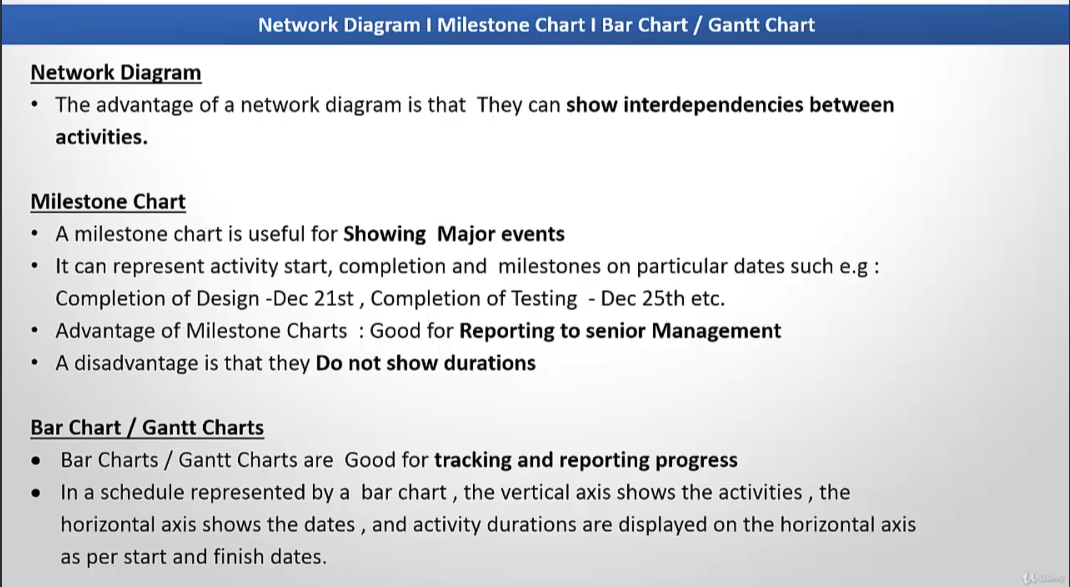 Network Diagram I Milestone Chart I Bar Chart / Gantt Chart
Network Diagram
• The advantage of a network diagram is that They can show interdependencies between
activities.
Milestone Chart
• A milestone chart is useful for Showing Major events
• It can represent activity start, completion and milestones on particular dates such e.g :
Completion of Design -Dec 21st , Completion of Testing - Dec 25th etc.
• Advantage of Milestone Charts : Good for Reporting to senior Management
• A disadvantage is that they Do not show durations
Bar Chart / Gantt Charts
• Bar Charts / Gantt Charts are Good for tracking and reporting progress
• In a schedule represented by a bar chart , the vertical axis shows the activities , the
horizontal axis shows the dates , and activity durations are displayed on the horizontal axis
as per start and finish dates.
Udemy